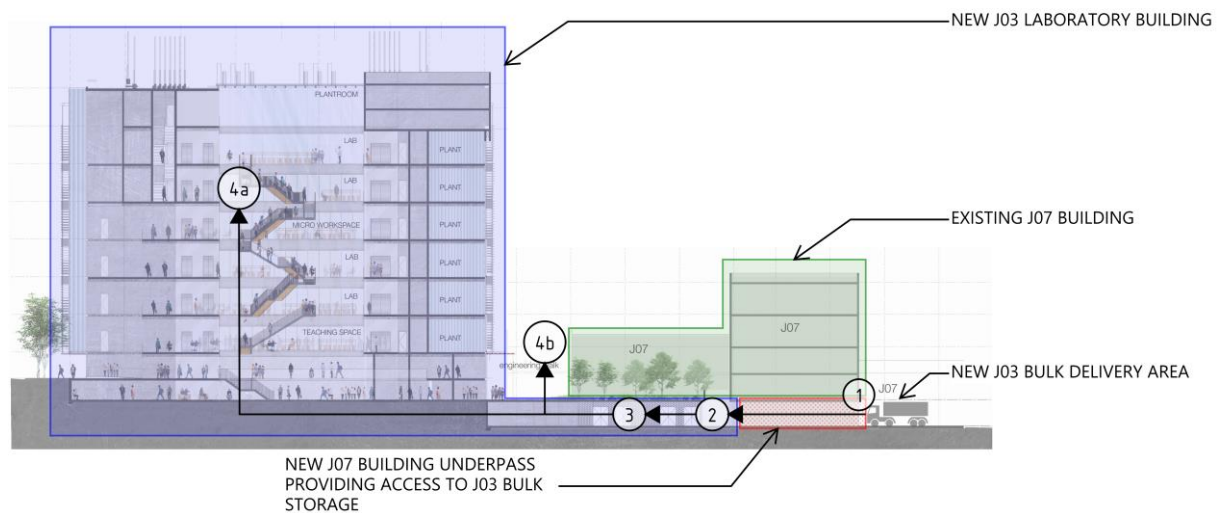 NEW J03 LABORATORY BUILDING
PLANTROOM
LAB
PLANT
4a
LAB
PLANT
EXISTING J07 BUILDING
MICRO WORKSPACE
PLANT
LAB
PLANT
LAB
PLANT
J07
TEACHING SPACE
PLANT
4b
J07
NEW J03 BULK DELIVERY AREA
J07
1
3
2
NEW J07 BUILDING UNDERPASS
PROVIDING ACCESS TO J03 BULK
STORAGE